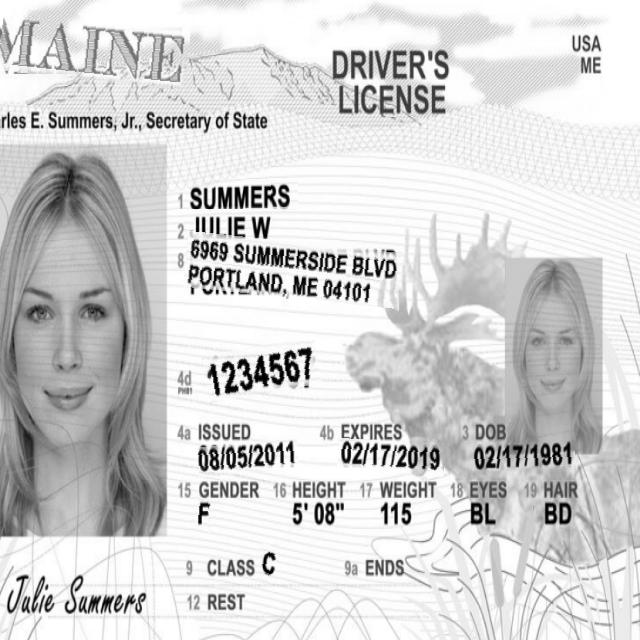 MAINE
DRIVER'S
LICENSE
USA
ME
rles E. Summers, Jr., Secretary of State
1 SUMMERS
2 JULIE W
8 6969 SUMMERSIDE BLVD
PORTLAND, ME 04101
4d 1234567
4a ISSUED 4b EXPIRES 3 DOB
08/05/2011 02/17/2019 02/17/1981
15 GENDER 16 HEIGHT 17 WEIGHT 18 EYES 19 HAIR
F 5' 08" 115 BL BD
9 CLASS C 9a ENDS
12 REST
Julie Summers